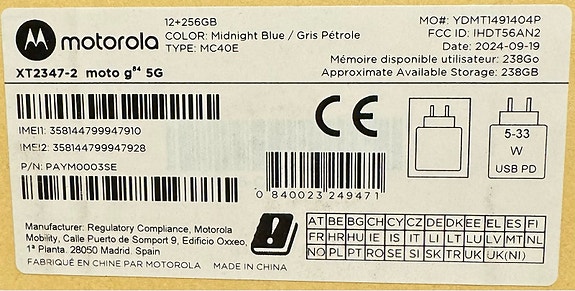 motorola
12+256GB
COLOR: Midnight Blue / Gris Pétrole
TYPE: MC40E
MO#: YDMT1491404P
FCC ID: IHDT56AN2
Date: 2024-09-19
Mémoire disponible utilisateur: 238Go
Approximate Available Storage: 238GB
XT2347-2 moto g84 5G
IMEI1: 358144799947910
IMEI2: 358144799947928
P/N: PAYM0003SE
0 840023 249471
CE
5-33
W
USB PD
Manufacturer: Regulatory Compliance, Motorola
Mobility, Calle Puerto de Somport 9, Edificio Oxxeo,
1ª Planta. 28050 Madrid. Spain
FABRIQUÉ EN CHINE PAR MOTOROLA MADE IN CHINA
AT BE BG CH CY CZ DE DK EE EL ES FI
FR HR HU IE IS IT LI LT LU LV MT NL
NO PL PT RO SE SI SK TR UK UK(NI)